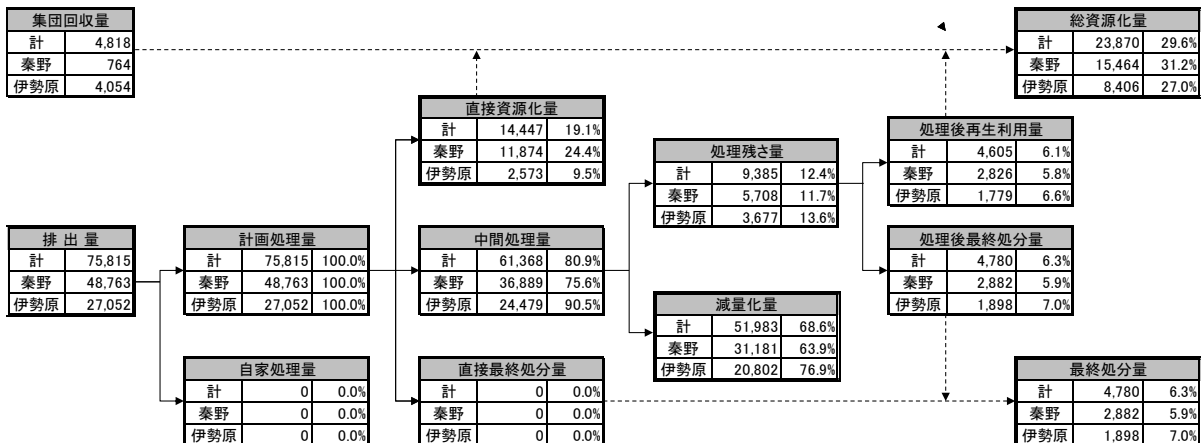 集団回収量
計 4,818
秦野 764
伊勢原 4,054
総資源化量
計 23,870 29.6%
秦野 15,464 31.2%
伊勢原 8,406 27.0%
直接資源化量
計 14,447 19.1%
秦野 11,874 24.4%
伊勢原 2,573 9.5%
処理残さ量
計 9,385 12.4%
秦野 5,708 11.7%
伊勢原 3,677 13.6%
処理後再生利用量
計 4,605 6.1%
秦野 2,826 5.8%
伊勢原 1,779 6.6%
排 出 量
計 75,815
秦野 48,763
伊勢原 27,052
計画処理量
計 75,815 100.0%
秦野 48,763 100.0%
伊勢原 27,052 100.0%
中間処理量
計 61,368 80.9%
秦野 36,889 75.6%
伊勢原 24,479 90.5%
処理後最終処分量
計 4,780 6.3%
秦野 2,882 5.9%
伊勢原 1,898 7.0%
減量化量
計 51,983 68.6%
秦野 31,181 63.9%
伊勢原 20,802 76.9%
自家処理量
計 0 0.0%
秦野 0 0.0%
伊勢原 0 0.0%
直接最終処分量
計 0 0.0%
秦野 0 0.0%
伊勢原 0 0.0%
最終処分量
計 4,780 6.3%
秦野 2,882 5.9%
伊勢原 1,898 7.0%